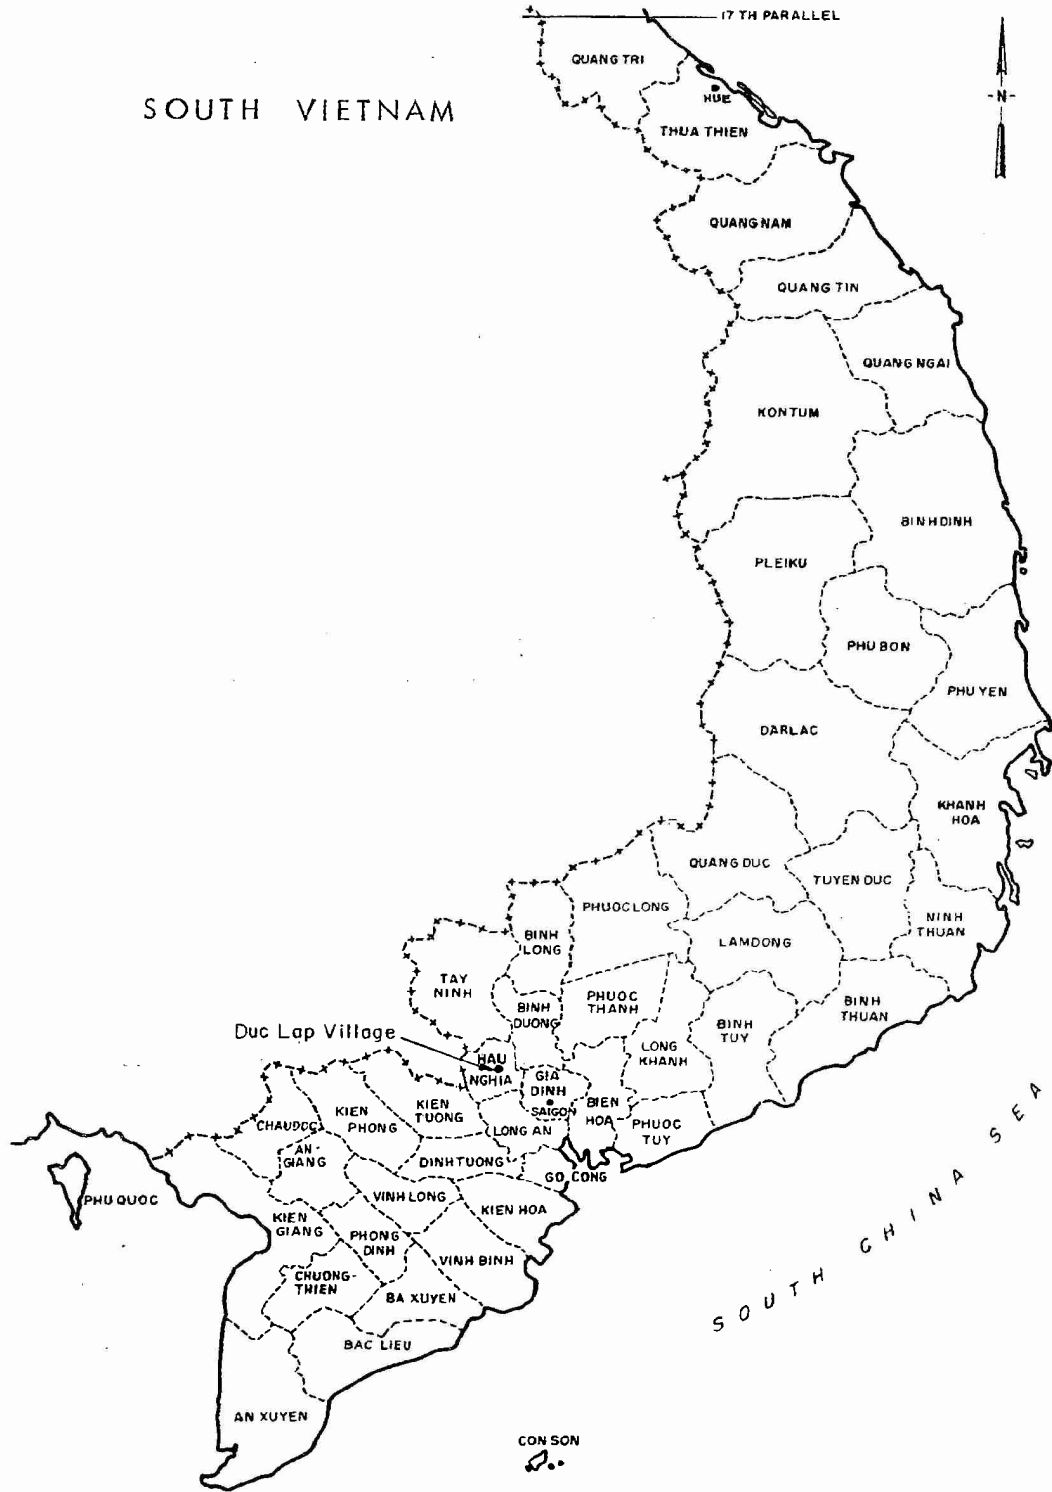 17 TH PARALLEL
QUANG TRI
SOUTH VIETNAM
HUE
-N-
THUA THIEN
QUANG NAM
QUANG TIN
QUANG NGAI
KONTUM
BINH DINH
PLEIKU
PHU BON
PHU YEN
DARLAC
KHANH
HOA
QUANG DUC
TUYEN DUC
PHUOC LONG
NINH
THUAN
BINH
LONG
LAMDONG
TAY
NINH
PHUOC
THANH
BINH
THUAN
BINH
DUONG
BINH
TUY
Duc Lap Village
LONG
KHANH
HAU
NGHIA
GIA
DINH
SAIGON
BIEN
HOA
KIEN
TUONG
KIEN
PHONG
CHAUDOC
LONG AN
PHUOC
TUY
AN-
GIANG
DINH TUONG
GO CONG
PHU QUOC
VINH LONG
KIEN HOA
KIEN
GIANG
PHONG
DINH
VINH BINH
CHUONG-
THIEN
BA XUYEN
SOUTH CHINA SEA
BAC LIEU
AN XUYEN
CON SON